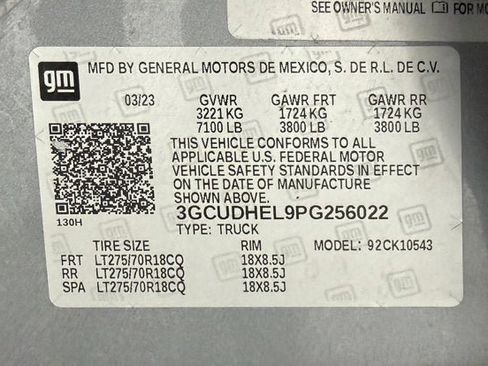 SEE OWNER'S MANUAL
FOR MO
gm MFD BY GENERAL MOTORS DE MEXICO, S. DE R.L. DE C.V.
03/23 GVWR GAWR FRT GAWR RR
3221 KG 1724 KG 1724 KG
7100 LB 3800 LB 3800 LB
THIS VEHICLE CONFORMS TO ALL
APPLICABLE U.S. FEDERAL MOTOR
VEHICLE SAFETY STANDARDS IN EFFECT
ON THE DATE OF MANUFACTURE SHOWN
ABOVE.
3GCUDHEL9PG256022
130H
TYPE: TRUCK
TIRE SIZE RIM MODEL: 92CK10543
FRT LT275/70R18CQ 18X8.5J
RR LT275/70R18CQ 18X8.5J
SPA LT275/70R18CQ 18X8.5J